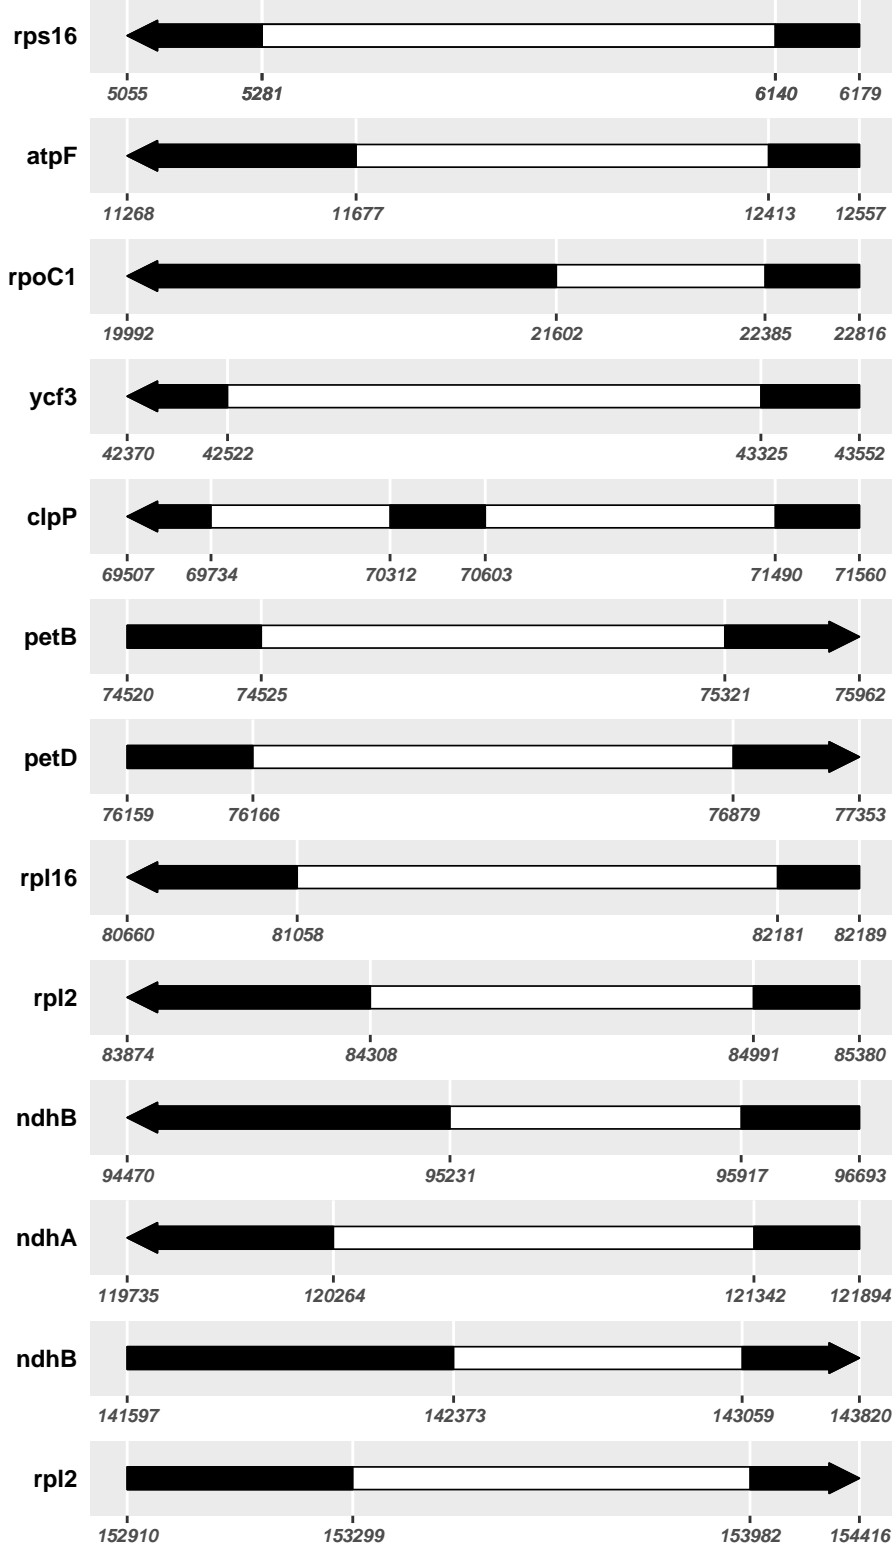 rps16
5055 5281 6140 6179
atpF
11268 11677 12413 12557
rpoC1
19992 21602 22385 22816
ycf3
42370 42522 43325 43552
clpP
69507 69734 70312 70603 71490 71560
petB
74520 74525 75321 75962
petD
76159 76166 76879 77353
rpl16
80660 81058 82181 82189
rpl2
83874 84308 84991 85380
ndhB
94470 95231 95917 96693
ndhA
119735 120264 121342 121894
ndhB
141597 142373 143059 143820
rpl2
152910 153299 153982 154416